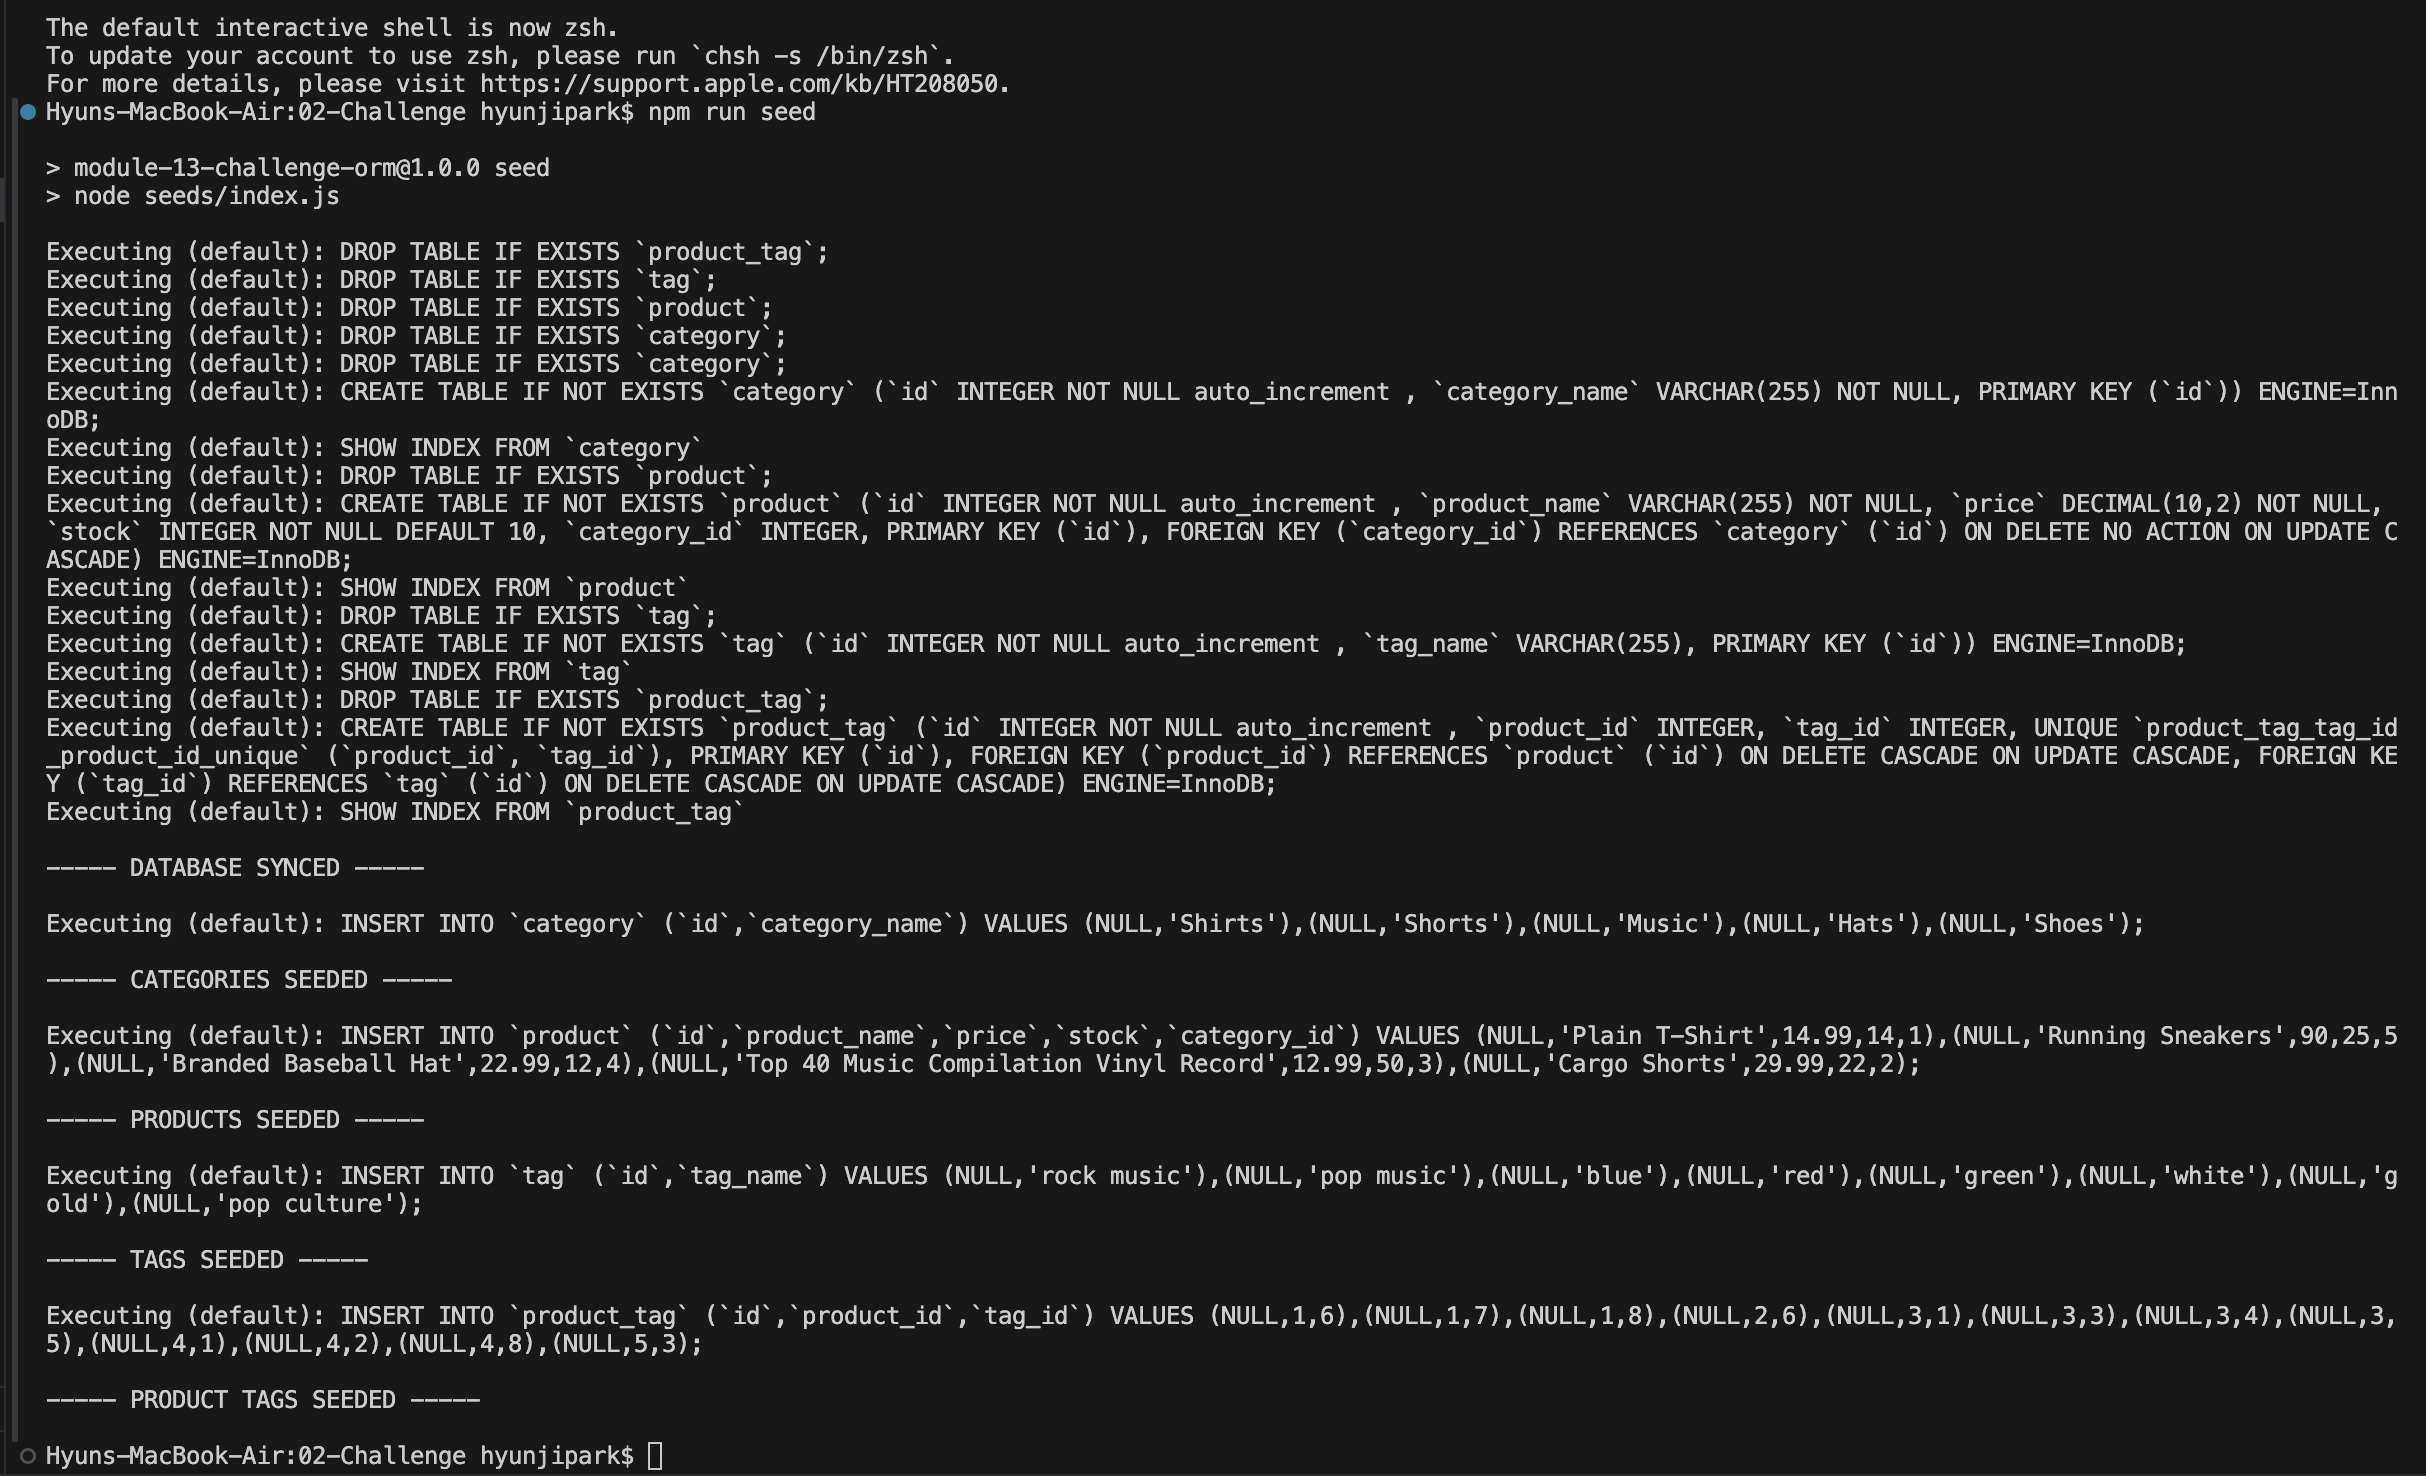 The default interactive shell is now zsh.
To update your account to use zsh, please run `chsh -s /bin/zsh`.
For more details, please visit https://support.apple.com/kb/HT208050.
Hyuns-MacBook-Air:02-Challenge hyunjipark$ npm run seed
> module-13-challenge-orm@1.0.0 seed
> node seeds/index.js
Executing (default): DROP TABLE IF EXISTS `product_tag`;
Executing (default): DROP TABLE IF EXISTS `tag`;
Executing (default): DROP TABLE IF EXISTS `product`;
Executing (default): DROP TABLE IF EXISTS `category`;
Executing (default): DROP TABLE IF EXISTS `category`;
Executing (default): CREATE TABLE IF NOT EXISTS `category` (`id` INTEGER NOT NULL auto_increment , `category_name` VARCHAR(255) NOT NULL, PRIMARY KEY (`id`)) ENGINE=Inn
oDB;
Executing (default): SHOW INDEX FROM `category`
Executing (default): DROP TABLE IF EXISTS `product`;
Executing (default): CREATE TABLE IF NOT EXISTS `product` (`id` INTEGER NOT NULL auto_increment , `product_name` VARCHAR(255) NOT NULL, `price` DECIMAL(10,2) NOT NULL,
`stock` INTEGER NOT NULL DEFAULT 10, `category_id` INTEGER, PRIMARY KEY (`id`), FOREIGN KEY (`category_id`) REFERENCES `category` (`id`) ON DELETE NO ACTION ON UPDATE C
ASCADE) ENGINE=InnoDB;
Executing (default): SHOW INDEX FROM `product`
Executing (default): DROP TABLE IF EXISTS `tag`;
Executing (default): CREATE TABLE IF NOT EXISTS `tag` (`id` INTEGER NOT NULL auto_increment , `tag_name` VARCHAR(255), PRIMARY KEY (`id`)) ENGINE=InnoDB;
Executing (default): SHOW INDEX FROM `tag`
Executing (default): DROP TABLE IF EXISTS `product_tag`;
Executing (default): CREATE TABLE IF NOT EXISTS `product_tag` (`id` INTEGER NOT NULL auto_increment , `product_id` INTEGER, `tag_id` INTEGER, UNIQUE `product_tag_tag_id
_product_id_unique` (`product_id`, `tag_id`), PRIMARY KEY (`id`), FOREIGN KEY (`product_id`) REFERENCES `product` (`id`) ON DELETE CASCADE ON UPDATE CASCADE, FOREIGN KE
Y (`tag_id`) REFERENCES `tag` (`id`) ON DELETE CASCADE ON UPDATE CASCADE) ENGINE=InnoDB;
Executing (default): SHOW INDEX FROM `product_tag`
----- DATABASE SYNCED -----
Executing (default): INSERT INTO `category` (`id`,`category_name`) VALUES (NULL,'Shirts'),(NULL,'Shorts'),(NULL,'Music'),(NULL,'Hats'),(NULL,'Shoes');
----- CATEGORIES SEEDED -----
Executing (default): INSERT INTO `product` (`id`,`product_name`,`price`,`stock`,`category_id`) VALUES (NULL,'Plain T-Shirt',14.99,14,1),(NULL,'Running Sneakers',90,25,5
),(NULL,'Branded Baseball Hat',22.99,12,4),(NULL,'Top 40 Music Compilation Vinyl Record',12.99,50,3),(NULL,'Cargo Shorts',29.99,22,2);
----- PRODUCTS SEEDED -----
Executing (default): INSERT INTO `tag` (`id`,`tag_name`) VALUES (NULL,'rock music'),(NULL,'pop music'),(NULL,'blue'),(NULL,'red'),(NULL,'green'),(NULL,'white'),(NULL,'g
old'),(NULL,'pop culture');
----- TAGS SEEDED -----
Executing (default): INSERT INTO `product_tag` (`id`,`product_id`,`tag_id`) VALUES (NULL,1,6),(NULL,1,7),(NULL,1,8),(NULL,2,6),(NULL,3,1),(NULL,3,3),(NULL,3,4),(NULL,3,
5),(NULL,4,1),(NULL,4,2),(NULL,4,8),(NULL,5,3);
----- PRODUCT TAGS SEEDED -----
Hyuns-MacBook-Air:02-Challenge hyunjipark$